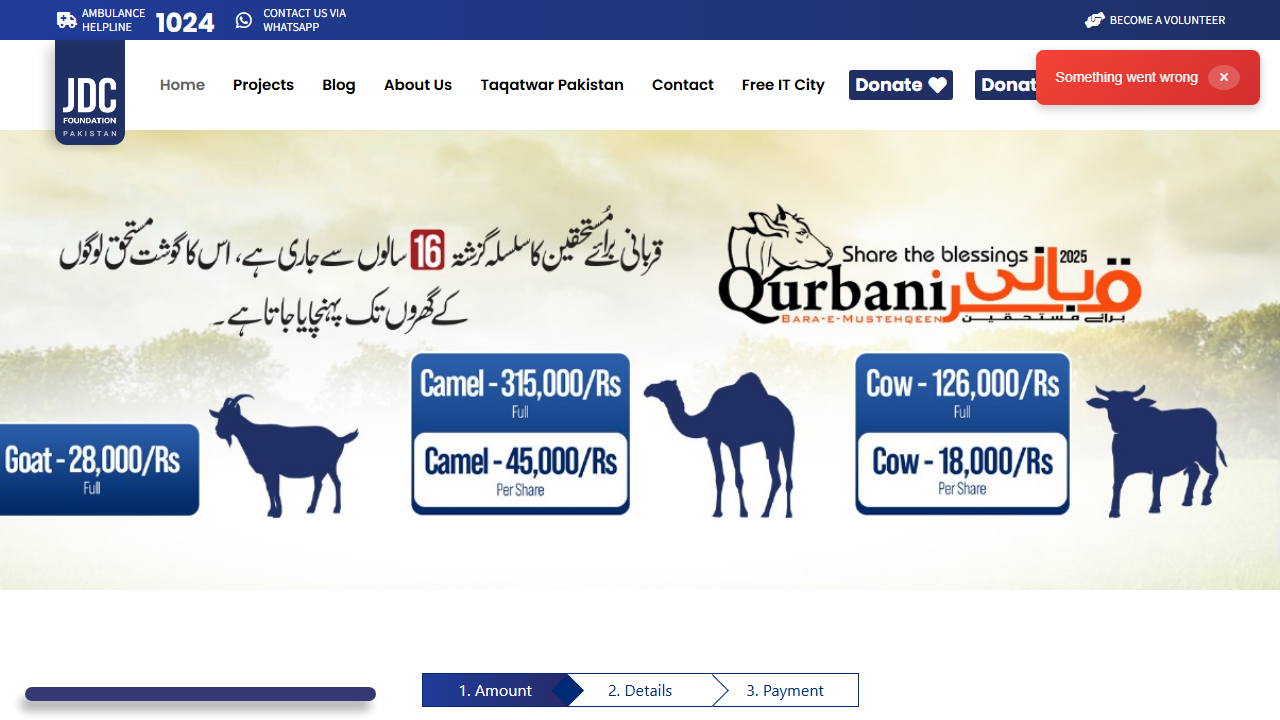 AMBULANCE
HELPLINE
1024
CONTACT US VIA
WHATSAPP
BECOME A VOLUNTEER
JDC
FOUNDATION
PAKISTAN
Home
Projects
Blog
About Us
Taqatwar Pakistan
Contact
Free IT City
Donate
Donat
Something went wrong
×
قربانی برائے مُستحقین کا سلسلہ گزشتہ 16 سالوں سے جاری ہے، اس کا گوشت مستحق لوگوں
کے گھروں تک پہنچایا جاتا ہے۔
Share the blessings 2025
Qurbani قربانی
BARA-E-MUSTEHQEEN برائے مستحقین
Goat - 28,000/Rs
Full
Camel - 315,000/Rs
Full
Camel - 45,000/Rs
Per Share
Cow - 126,000/Rs
Full
Cow - 18,000/Rs
Per Share
1. Amount
2. Details
3. Payment